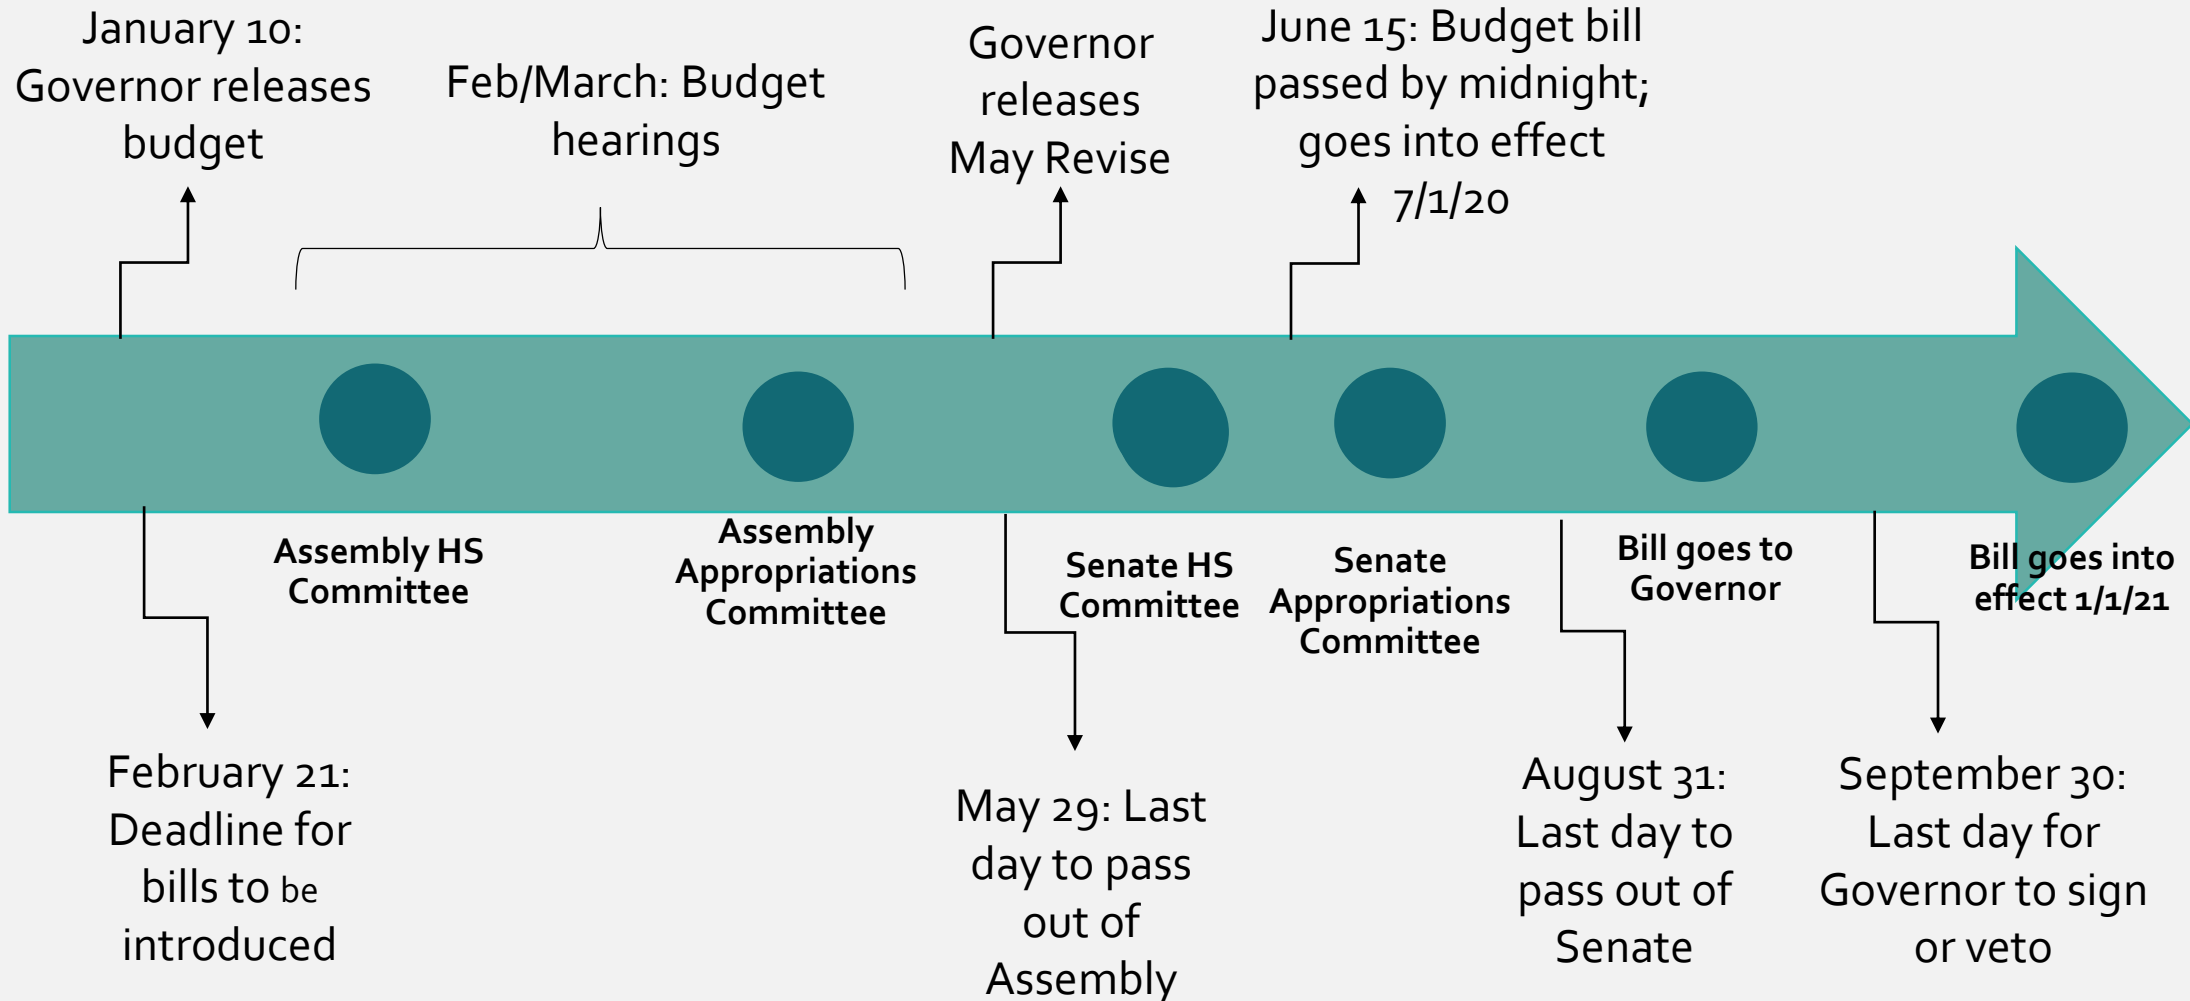 January 10:
Governor releases
budget
Feb/March: Budget
hearings
Governor
releases
May Revise
June 15: Budget bill
passed by midnight;
goes into effect
7/1/20
Assembly HS
Committee
Assembly
Appropriations
Committee
Senate HS
Committee
Senate
Appropriations
Committee
Bill goes to
Governor
Bill goes into
effect 1/1/21
February 21:
Deadline for
bills to be
introduced
May 29: Last
day to pass
out of
Assembly
August 31:
Last day to
pass out of
Senate
September 30:
Last day for
Governor to sign
or veto